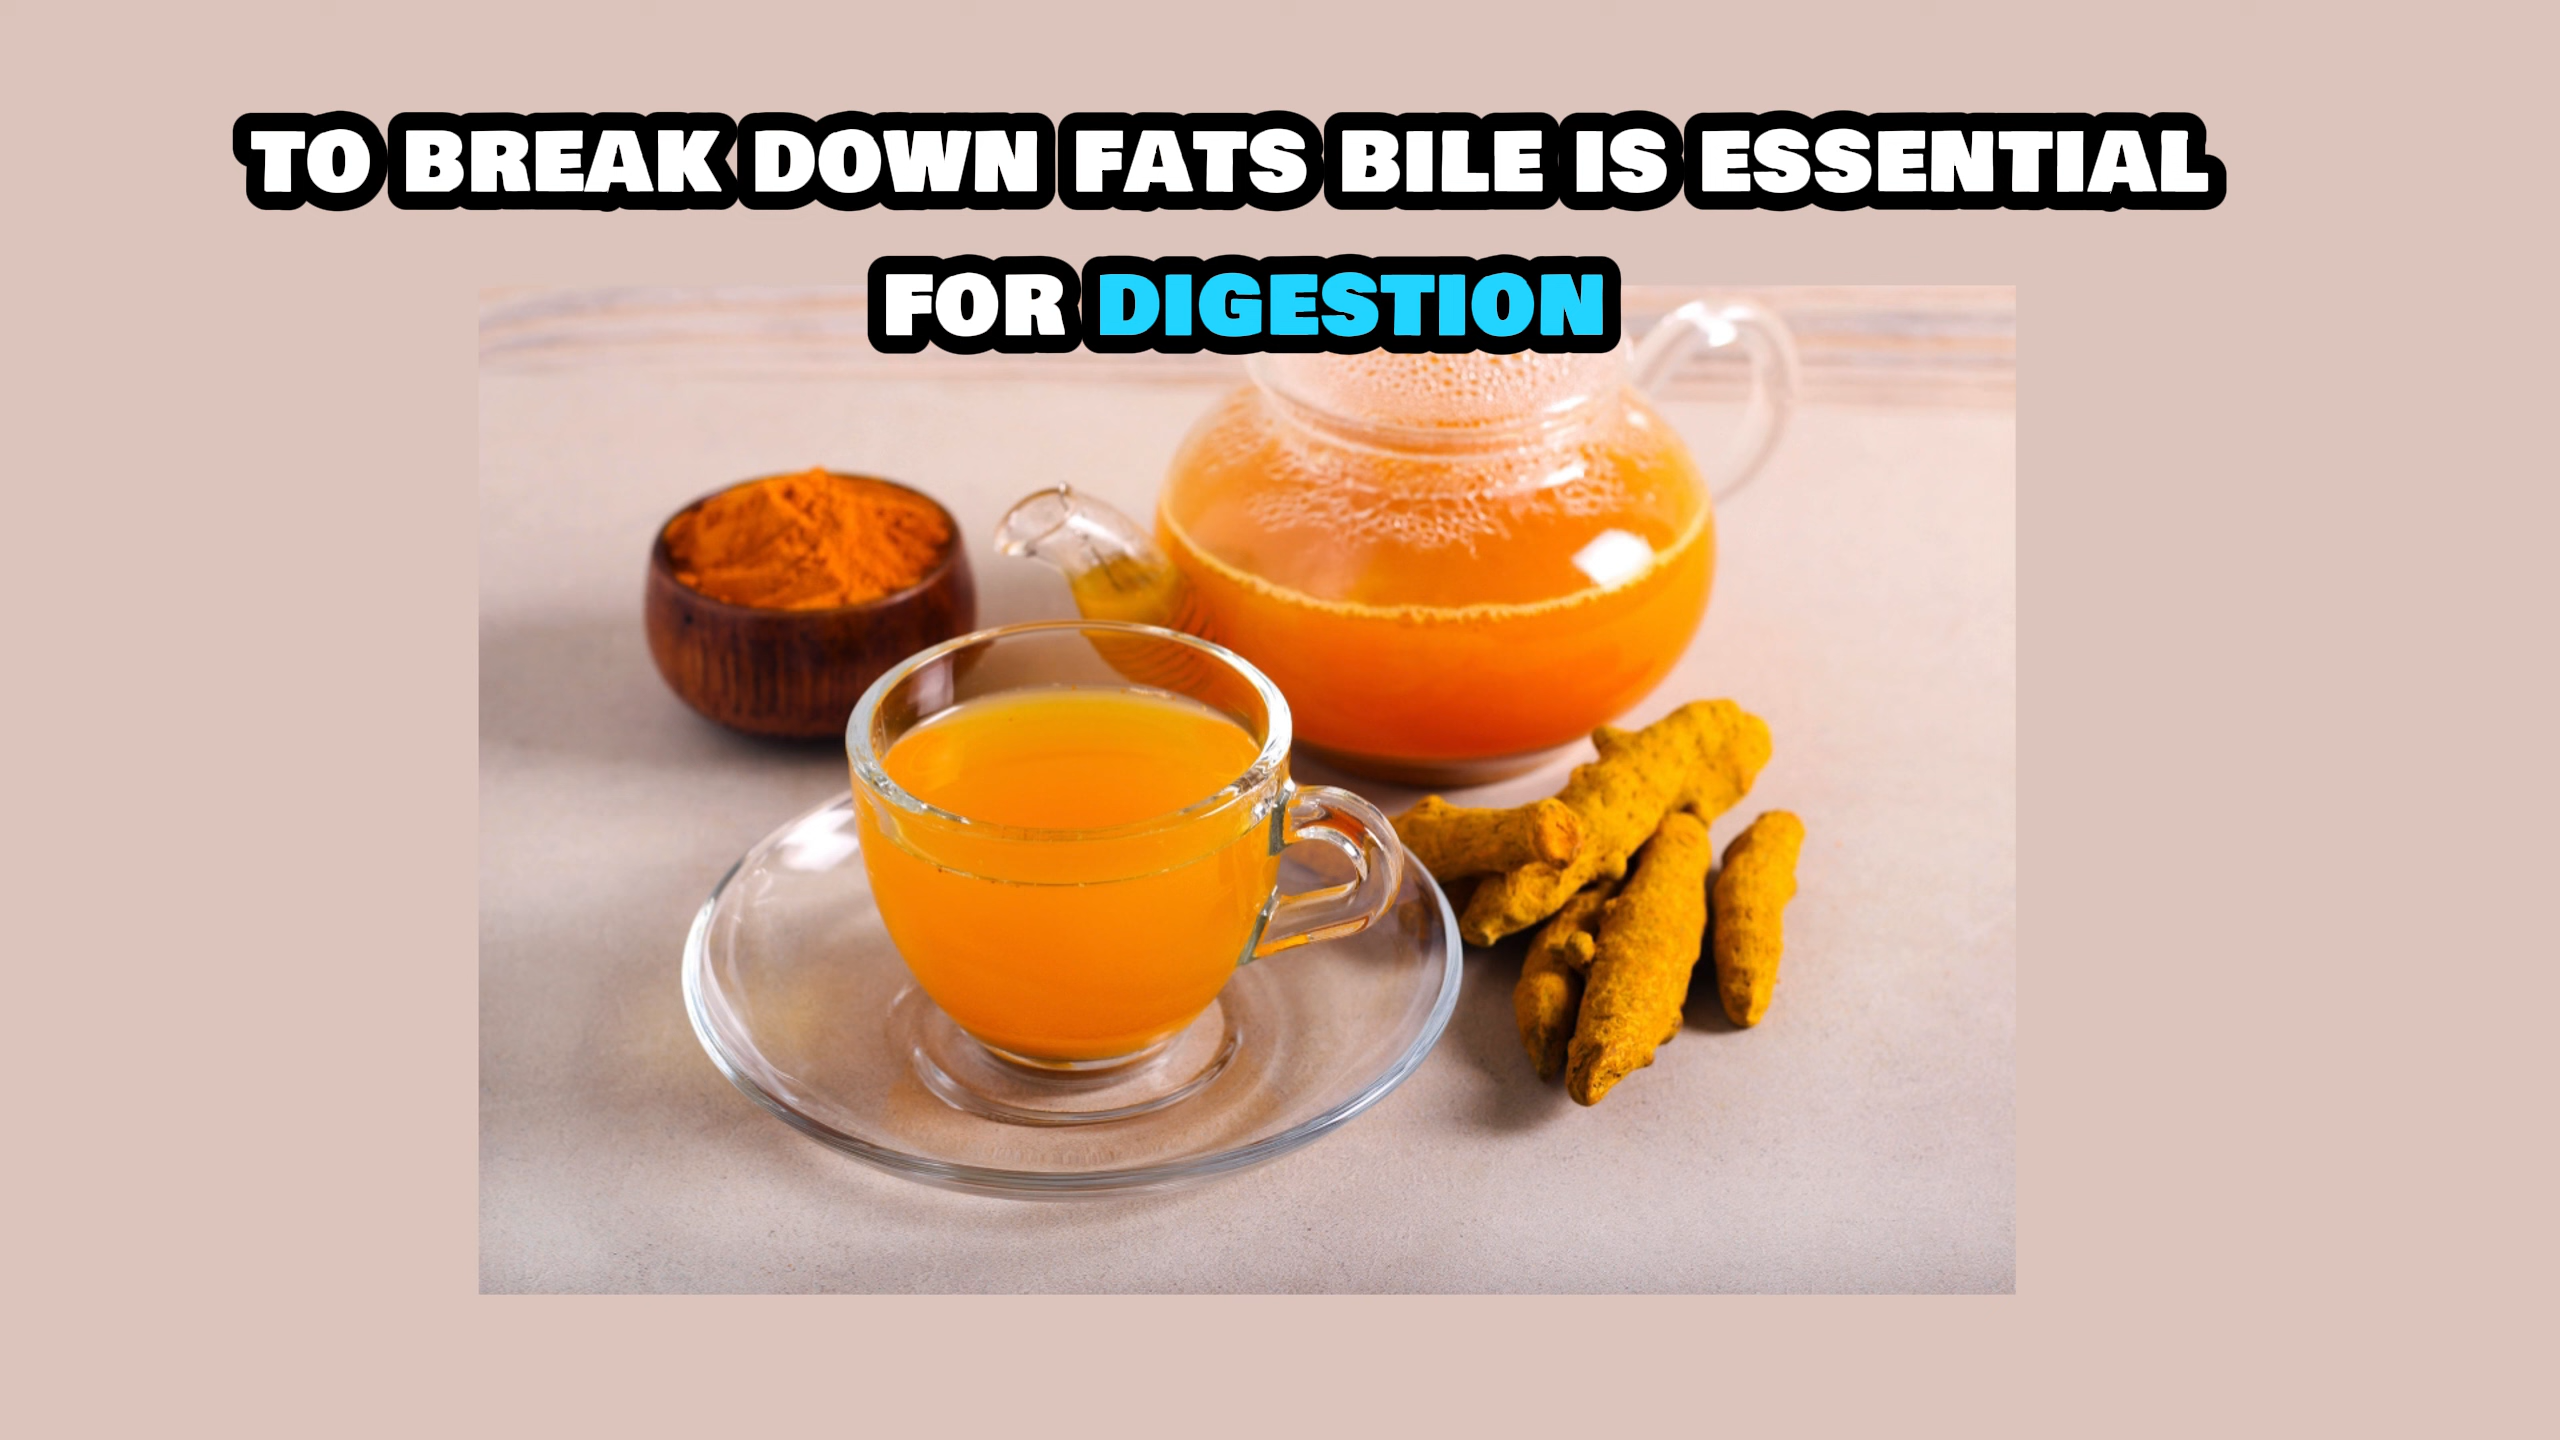 TO BREAK DOWN FATS BILE IS ESSENTIAL
FOR DIGESTION